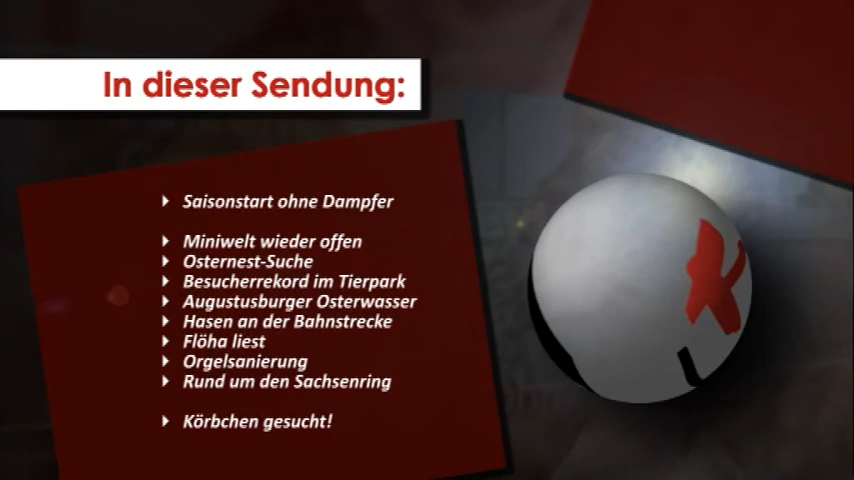 In dieser Sendung:
Saisonstart ohne Dampfer
Miniwelt wieder offen
Osternest-Suche
Besucherrekord im Tierpark
Augustusburger Osterwasser
Hasen an der Bahnstrecke
Flöha liest
Orgelsanierung
Rund um den Sachsenring
Körbchen gesucht!